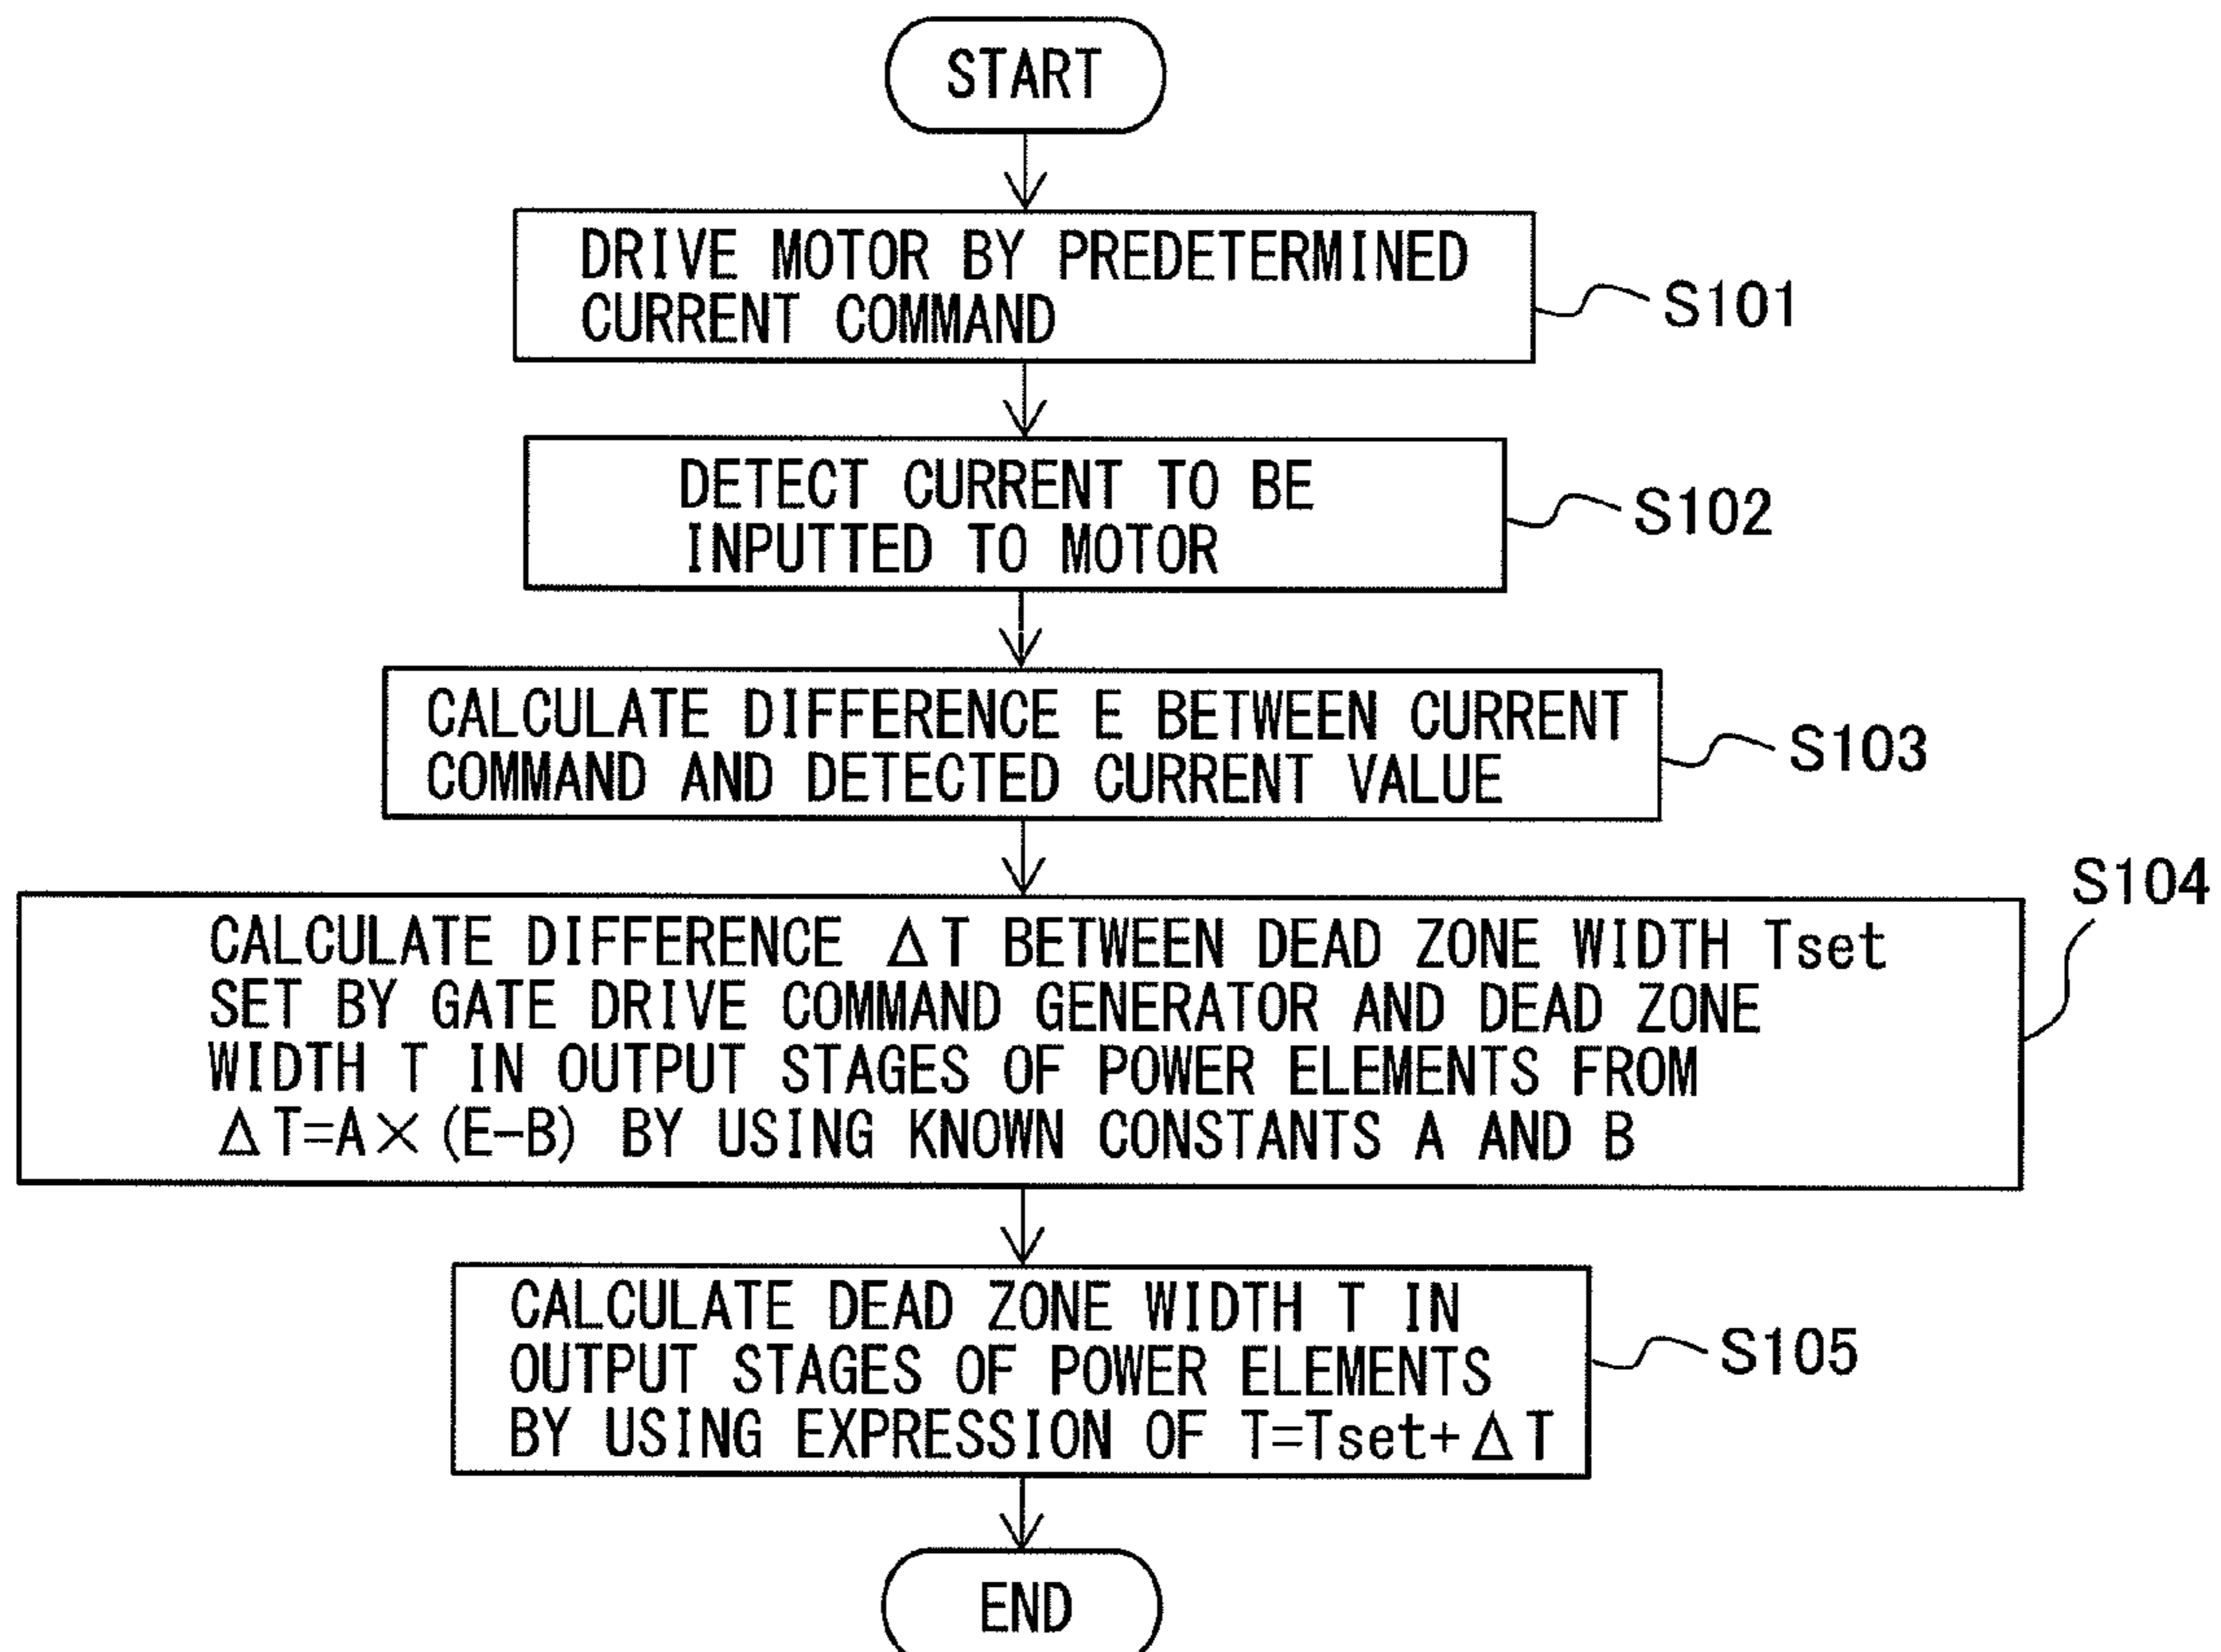 START
DRIVE MOTOR BY PREDETERMINED
CURRENT COMMAND
S101
DETECT CURRENT TO BE
INPUTTED TO MOTOR
S102
CALCULATE DIFFERENCE E BETWEEN CURRENT
COMMAND AND DETECTED CURRENT VALUE
S103
S104
CALCULATE DIFFERENCE ΔT BETWEEN DEAD ZONE WIDTH Tset
SET BY GATE DRIVE COMMAND GENERATOR AND DEAD ZONE
WIDTH T IN OUTPUT STAGES OF POWER ELEMENTS FROM
ΔT=A×(E-B) BY USING KNOWN CONSTANTS A AND B
CALCULATE DEAD ZONE WIDTH T IN
OUTPUT STAGES OF POWER ELEMENTS
BY USING EXPRESSION OF T=Tset+ΔT
S105
END